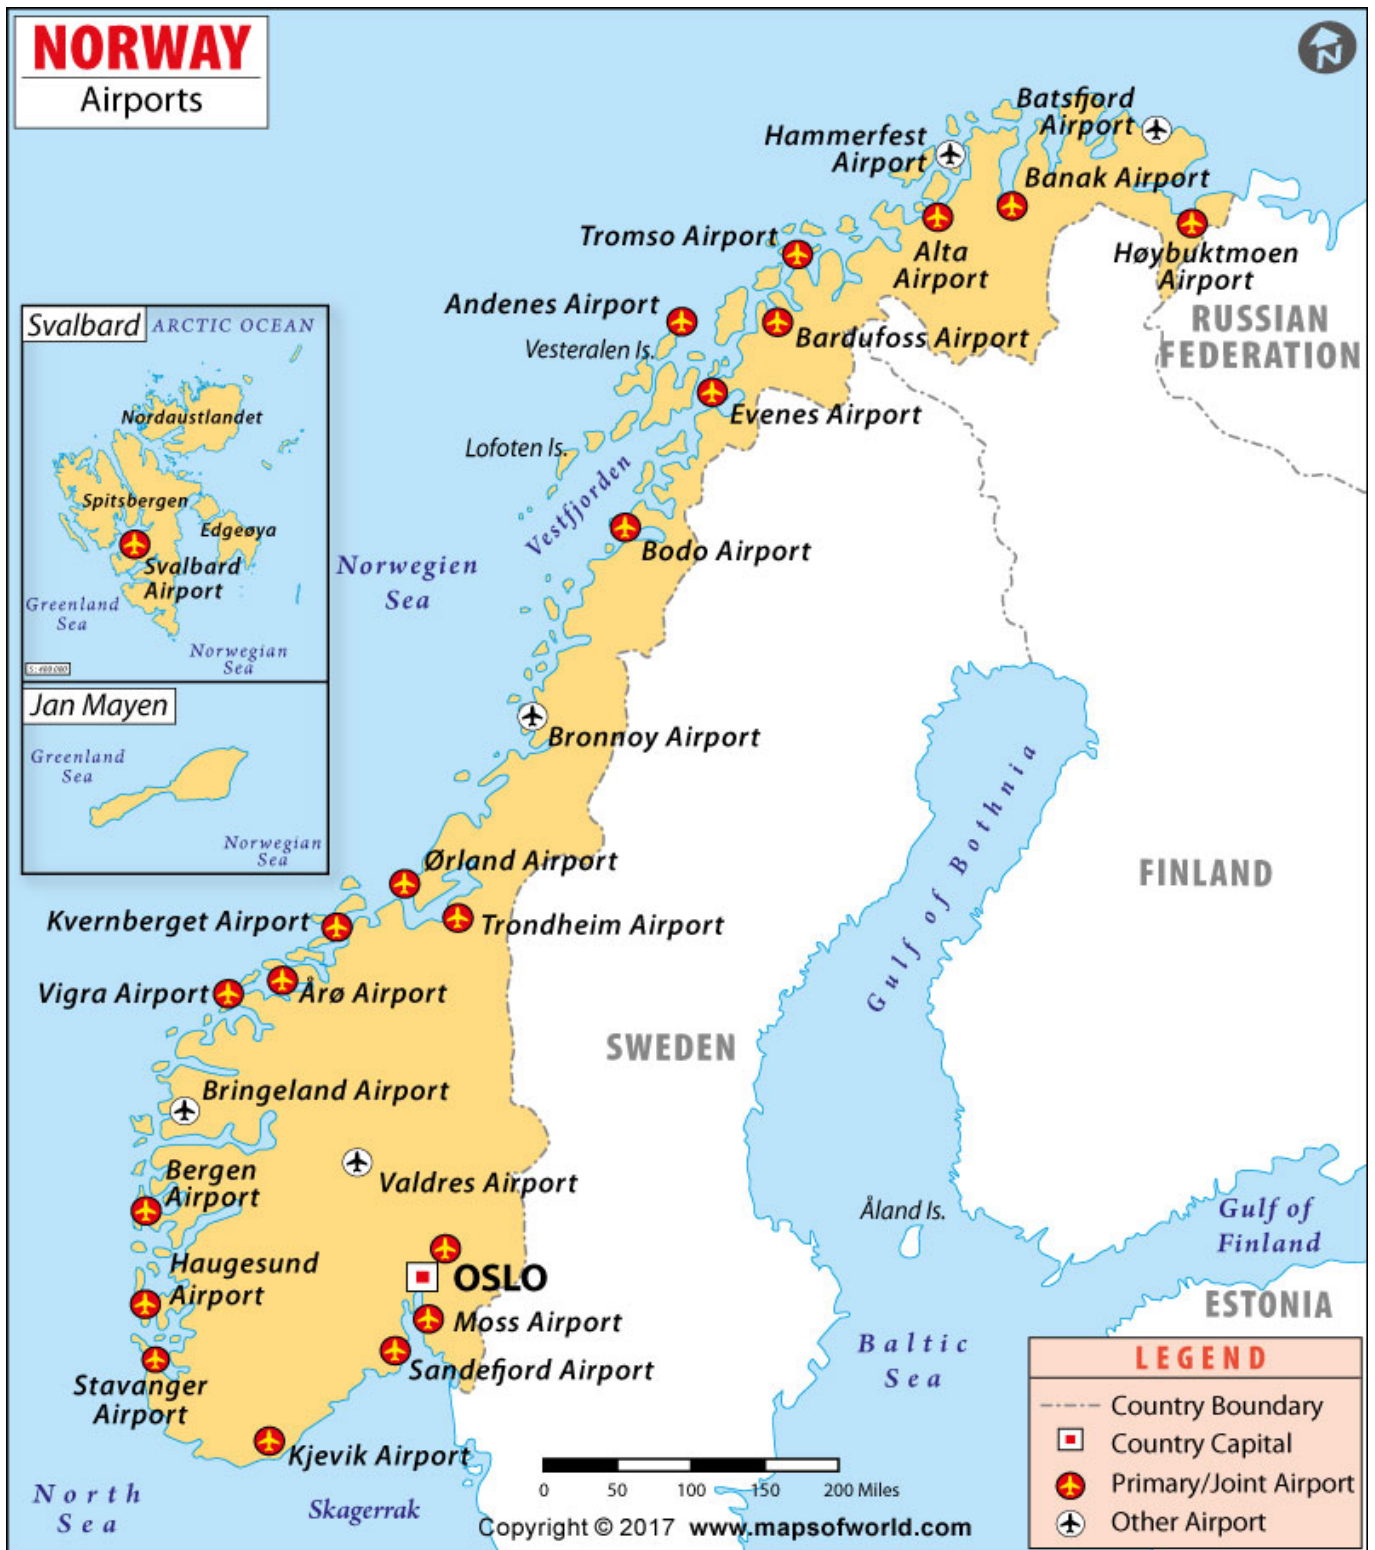 NORWAY
Airports
N
Batsfjord
Airport
Hammerfest
Airport
Banak Airport
Tromso Airport
Alta
Airport
Høybuktmoen
Airport
Andenes Airport
RUSSIAN
FEDERATION
Bardufoss Airport
Vesteralen Is.
Evenes Airport
Lofoten Is.
Vestfjorden
Bodo Airport
Norwegien
Sea
Svalbard
ARCTIC OCEAN
Nordaustlandet
Spitsbergen
Edgeøya
Svalbard
Airport
Greenland
Sea
Norwegian
Sea
Jan Mayen
Greenland
Sea
Norwegian
Sea
Bronnoy Airport
Gulf of Bothnia
Ørland Airport
FINLAND
Kvernberget Airport
Trondheim Airport
Vigra Airport
Årø Airport
SWEDEN
Bringeland Airport
Bergen
Airport
Valdres Airport
Åland Is.
Gulf of
Finland
Haugesund
Airport
OSLO
ESTONIA
Moss Airport
Baltic
Sea
Sandefjord Airport
Stavanger
Airport
Kjevik Airport
North
Sea
Skagerrak
0 50 100 150 200 Miles
Copyright © 2017 www.mapsofworld.com
LEGEND
Country Boundary
Country Capital
Primary/Joint Airport
Other Airport